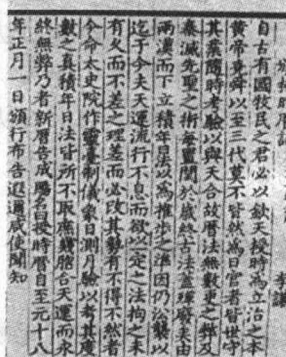 自古有國牧民之君必以欽天授時為立治之本
黃帝堯舜以至三代莫不皆然為日官者皆世守
其業隨時考驗以與天合故曆法無數更之弊及
秦滅先聖之術每置閏於歲終古法蓋殫廢矣由
兩漢而下立積年日法以為推步之準因仍沿襲以
迄于今夫天運流行不息而欲以一定之法拘之未
有久而不差之理差而必改其勢有不得不然者
今命太史院作靈臺制儀象日測月驗以考其度
數之真積年日法皆所不取庶幾脗合天運而永
終無弊乃者新曆告成賜名曰授時曆自至元十八
年正月一日頒行布告遐邇咸使聞知